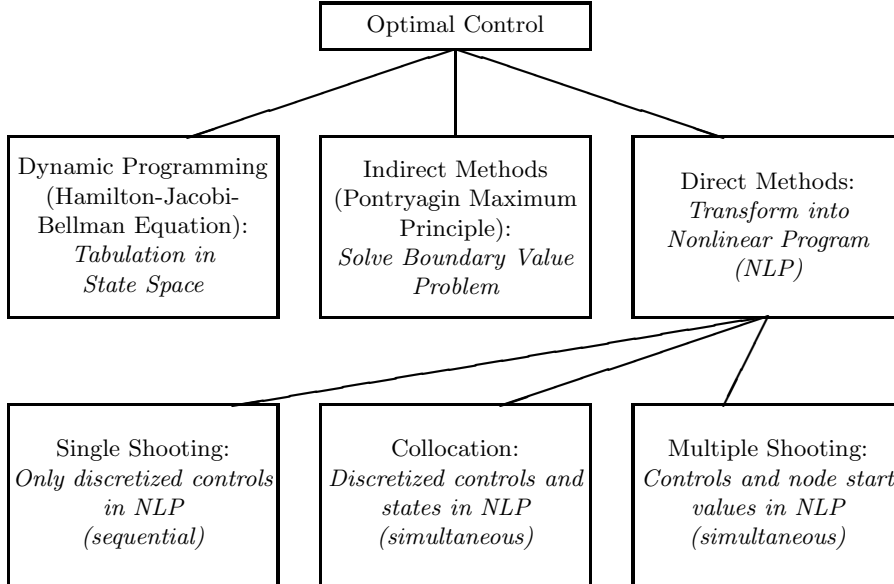 Optimal Control
Dynamic Programming
(Hamilton-Jacobi-
Bellman Equation):
Tabulation in
State Space
Indirect Methods
(Pontryagin Maximum
Principle):
Solve Boundary Value
Problem
Direct Methods:
Transform into
Nonlinear Program
(NLP)
Single Shooting:
Only discretized controls
in NLP
(sequential)
Collocation:
Discretized controls and
states in NLP
(simultaneous)
Multiple Shooting:
Controls and node start
values in NLP
(simultaneous)